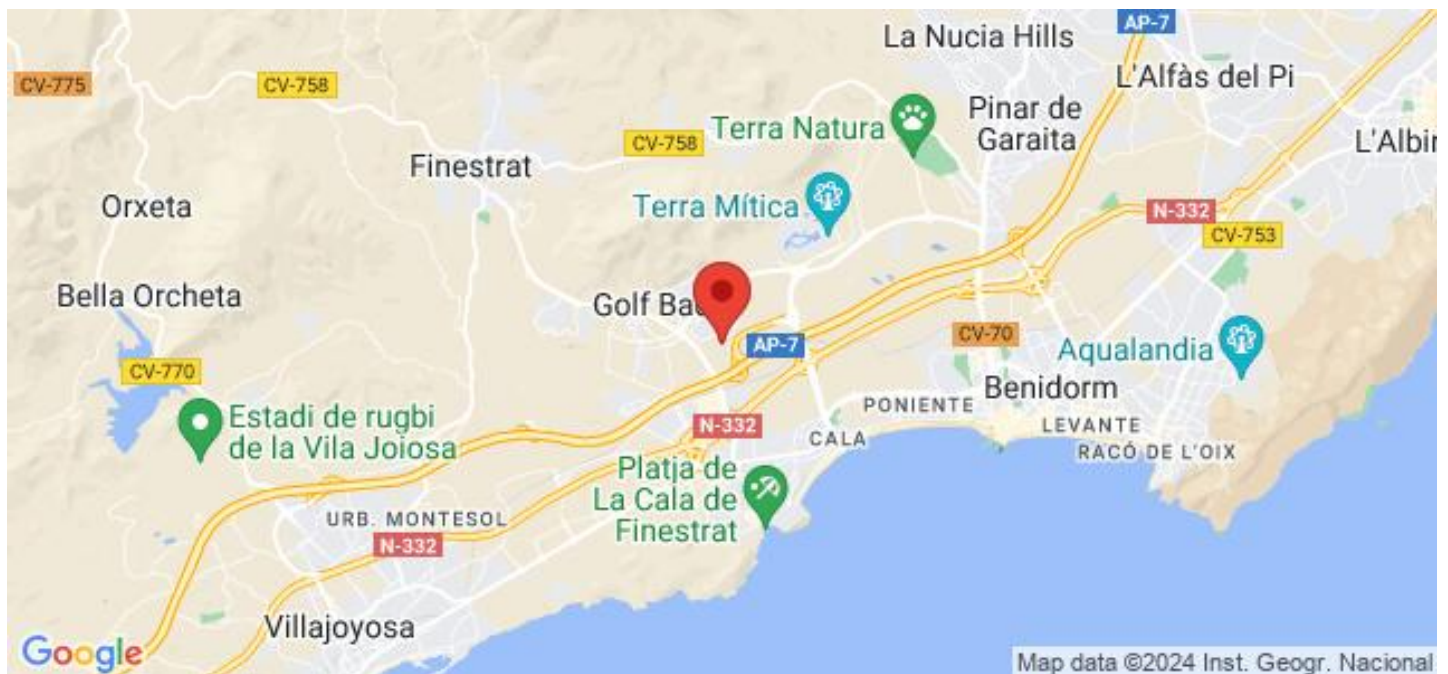 AP-7
La Nucia Hills
L'Alfàs del Pi
CV-775
CV-758
Terra Natura
Pinar de
Garaita
CV-758
L'Albir
Finestrat
Orxeta
Terra Mítica
N-332
CV-753
Bella Orcheta
Golf Ba
AP-7
CV-70
Aqualandia
CV-770
Benidorm
PONIENTE
Estadi de rugbi
de la Vila Joiosa
N-332
LEVANTE
CALA
RACÓ DE L'OIX
Platja de
La Cala de
Finestrat
URB. MONTESOL
N-332
Villajoyosa
Google
Map data ©2024 Inst. Geogr. Nacional